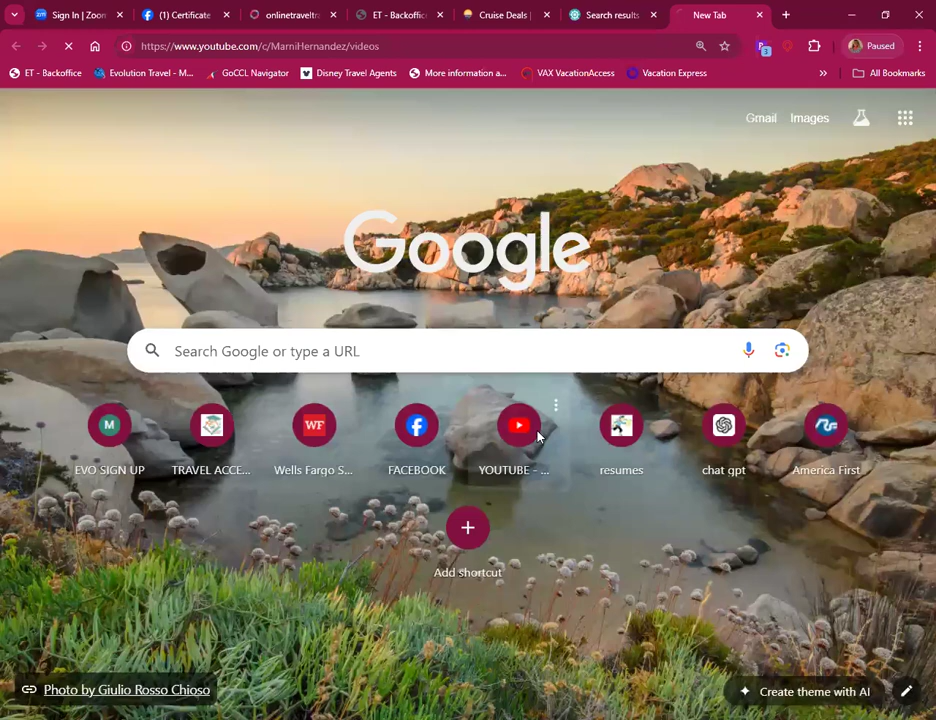 Sign In | Zoom
(1) Certificate
onlinetraveltra
ET - Backoffic
Cruise Deals |
Search results
New Tab
https://www.youtube.com/c/MarniHernandez/videos
3
Paused
ET - Backoffice
Evolution Travel - M...
GoCCL Navigator
Disney Travel Agents
More information a...
VAX VacationAccess
Vacation Express
»
All Bookmarks
Gmail
Images
Google
Search Google or type a URL
M
WF
EVO SIGN UP
TRAVEL ACCE...
Wells Fargo S...
FACEBOOK
YOUTUBE - ...
resumes
chat gpt
America First
Add shortcut
Photo by Giulio Rosso Chioso
Create theme with AI